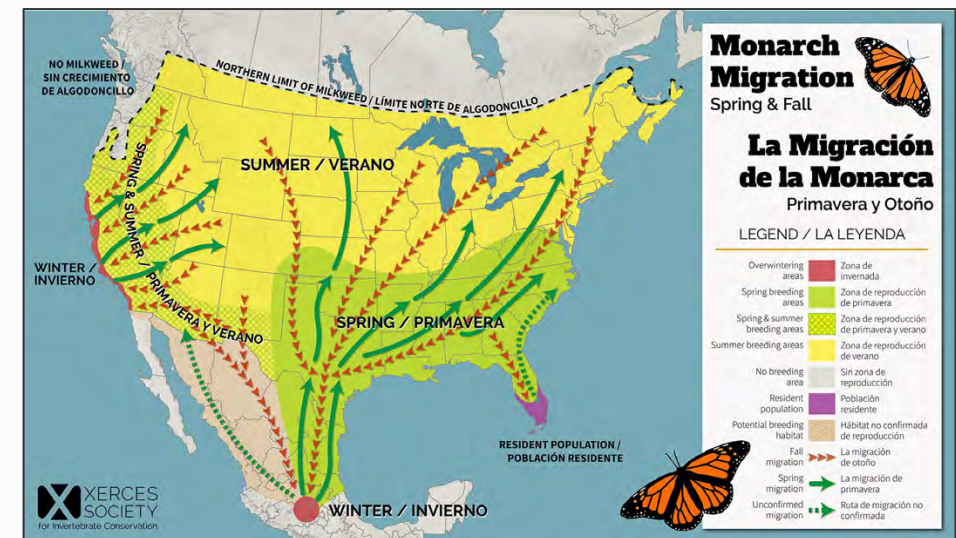 NO MILKWEED /
SIN CRECIMIENTO
DE ALGODONCILLO
NORTHERN LIMIT OF MILKWEED / LÍMITE NORTE DE ALGODONCILLO
SUMMER / VERANO
SPRING & SUMMER / PRIMAVERA Y VERANO
WINTER /
INVIERNO
SPRING / PRIMAVERA
RESIDENT POPULATION /
POBLACIÓN RESIDENTE
WINTER / INVIERNO
XERCES
SOCIETY
for Invertebrate Conservation
Monarch
Migration
Spring & Fall
La Migración
de la Monarca
Primavera y Otoño
LEGEND / LA LEYENDA
Overwintering
areas
Zona de
invernada
Spring breeding
areas
Zona de reproducción
de primavera
Spring & summer
breeding areas
Zona de reproducción
de primavera y verano
Summer breeding areas
Zona de reproducción
de verano
No breeding
area
Sin zona de
reproducción
Resident
population
Población
residente
Potential breeding
habitat
Hábitat no confirmada
de reproducción
Fall
migration
La migración
de otoño
Spring
migration
La migración de
primavera
Unconfirmed
migration
Ruta de migración no
confirmada